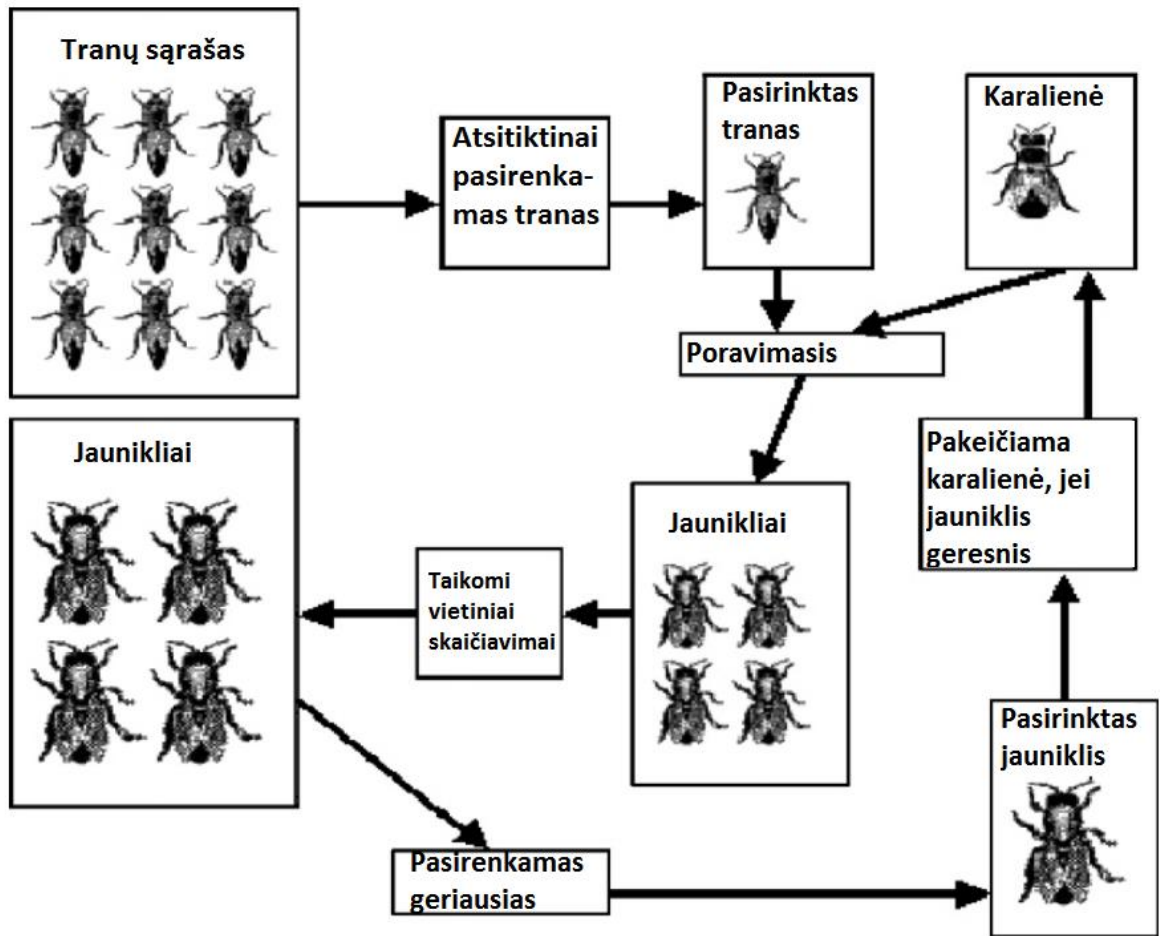 Tranų sąrašas
Atsitiktinai
pasirenka-
mas tranas
Pasirinktas
tranas
Karalienė
Poravimasis
Jaunikliai
Taikomi
vietiniai
skaičiavimai
Jaunikliai
Pasirenkamas
geriausias
Pasirinktas
jauniklis
Pakeičiama
karalienė, jei
jauniklis
geresnis